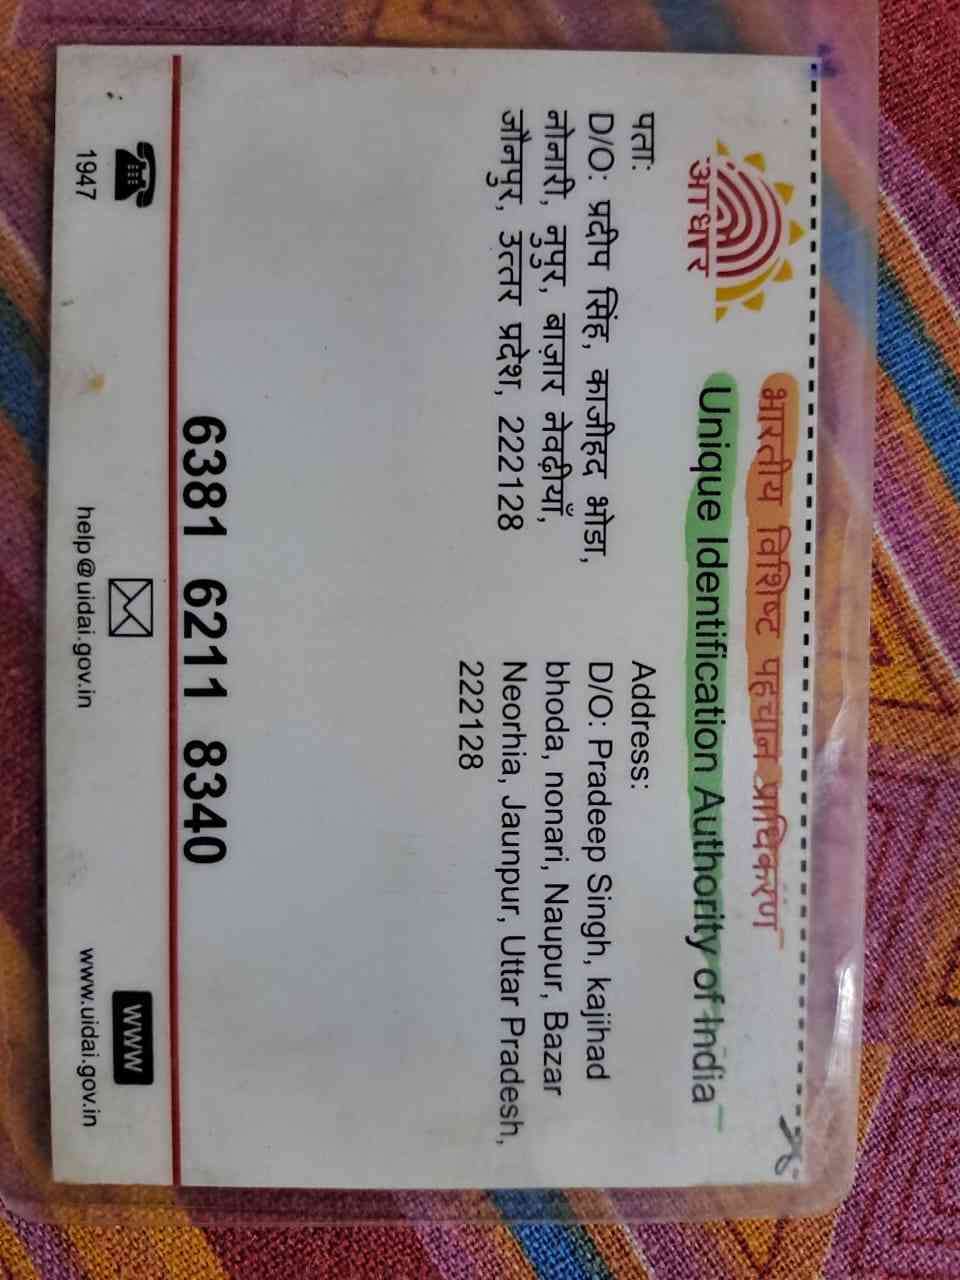 भारतीय विशिष्ट पहचान प्राधिकरण
Unique Identification Authority of India
आधार
पता:
D/O: प्रदीप सिंह, काजीहद भोडा,
नोनारी, नुपुर, बाज़ार नेवढ़ीयाँ,
जौनपुर, उत्तर प्रदेश, 222128
Address:
D/O: Pradeep Singh, kajihad
bhoda, nonari, Naupur, Bazar
Neorhia, Jaunpur, Uttar Pradesh,
222128
6381 6211 8340
1947
help@uidai.gov.in
www
www.uidai.gov.in